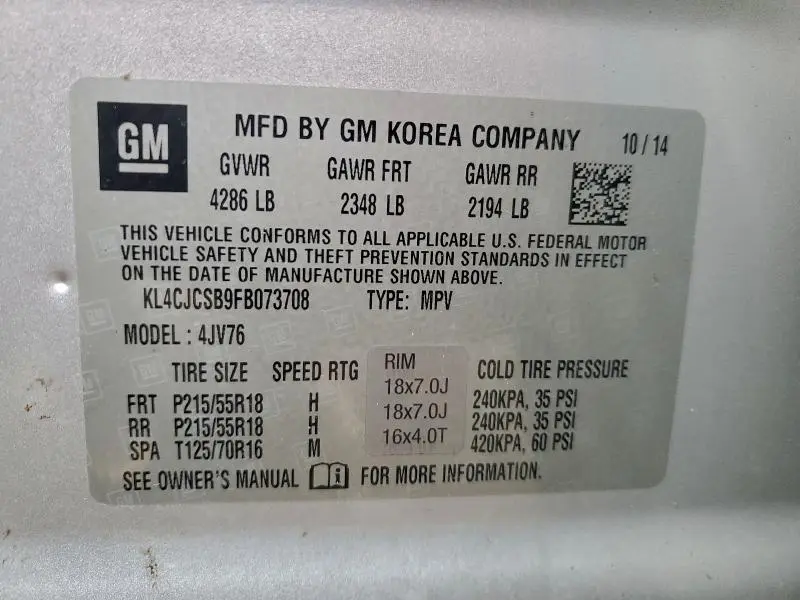 GM MFD BY GM KOREA COMPANY 10/14
GVWR GAWR FRT GAWR RR
4286 LB 2348 LB 2194 LB
THIS VEHICLE CONFORMS TO ALL APPLICABLE U.S. FEDERAL MOTOR
VEHICLE SAFETY AND THEFT PREVENTION STANDARDS IN EFFECT
ON THE DATE OF MANUFACTURE SHOWN ABOVE.
KL4CJCSB9FB073708 TYPE: MPV
MODEL : 4JV76
TIRE SIZE SPEED RTG RIM COLD TIRE PRESSURE
FRT P215/55R18 H 18x7.0J 240KPA, 35 PSI
RR P215/55R18 H 18x7.0J 240KPA, 35 PSI
SPA T125/70R16 M 16x4.0T 420KPA, 60 PSI
SEE OWNER'S MANUAL i FOR MORE INFORMATION.